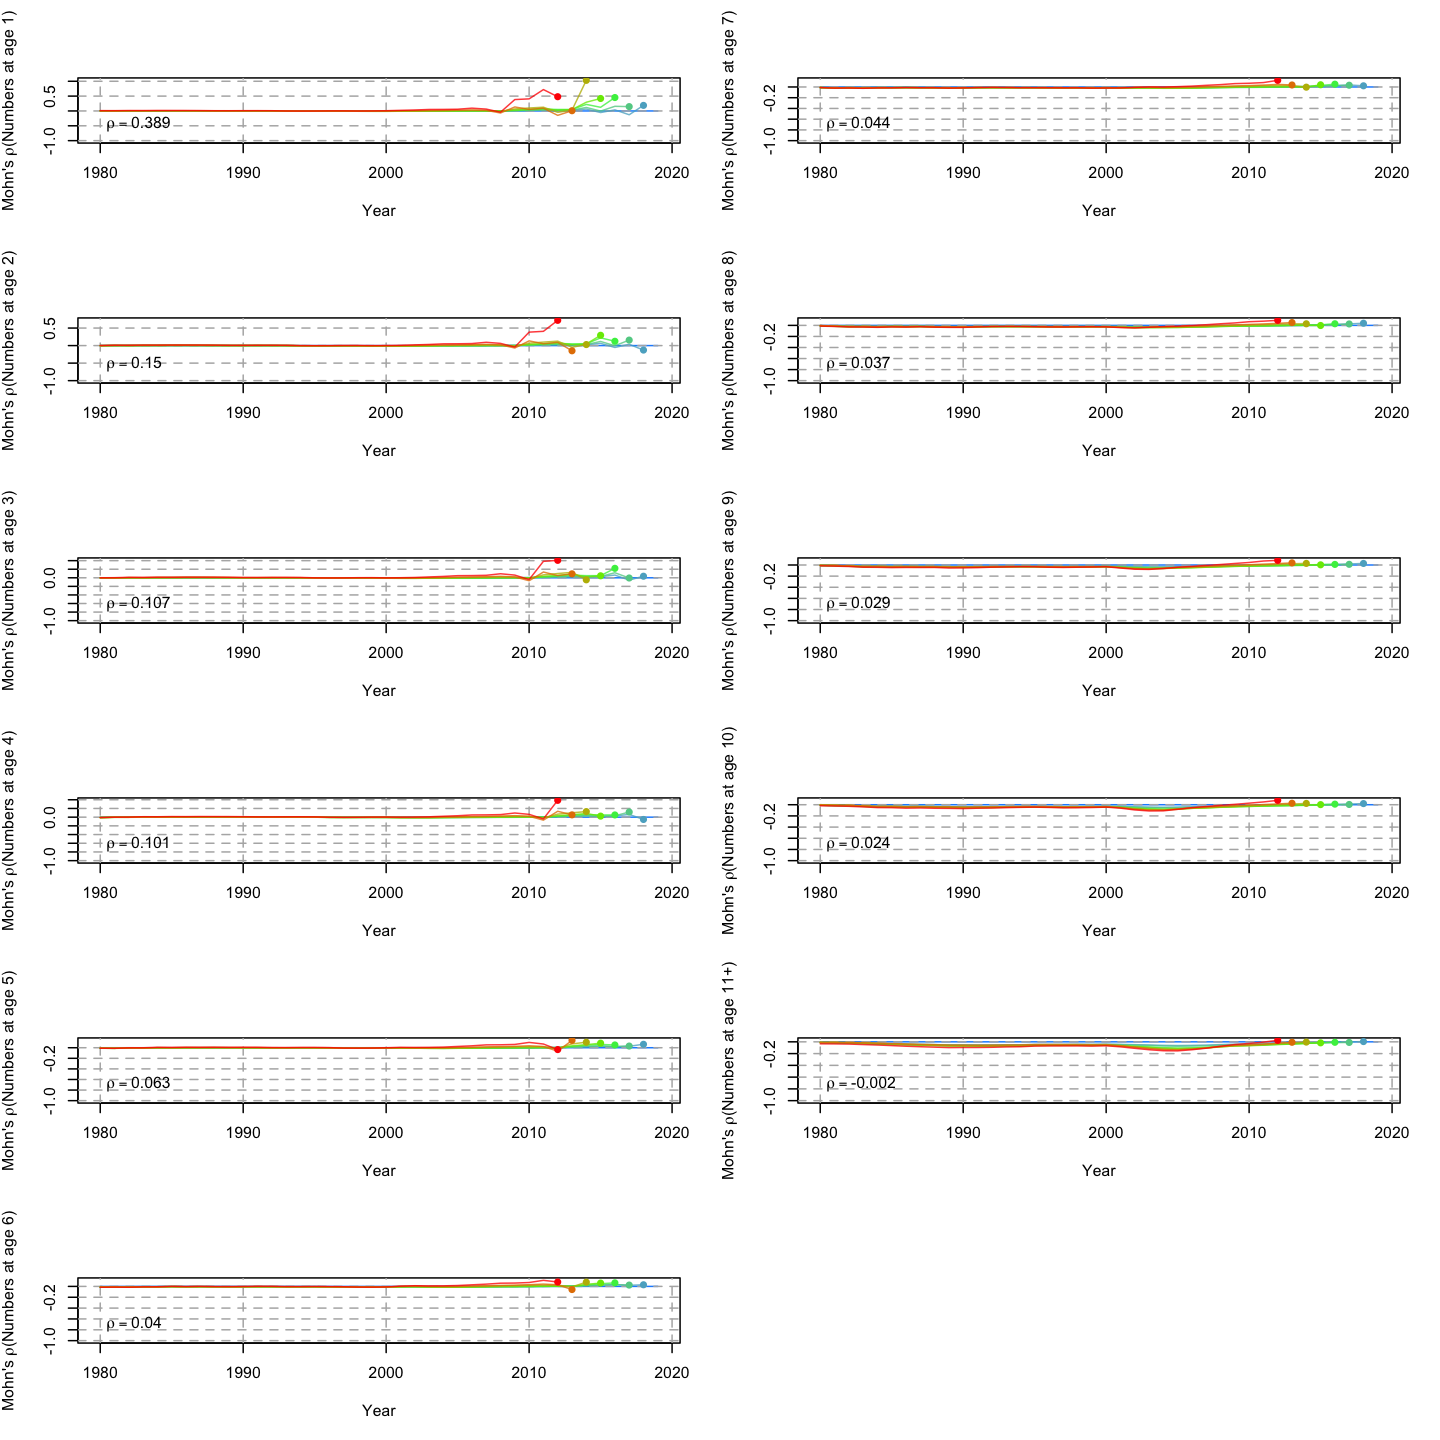 Mohn's ρ(Numbers at age 1)
0.5
-1.0
ρ = 0.389
1980 1990 2000 2010 2020
Year
Mohn's ρ(Numbers at age 2)
0.5
-1.0
ρ = 0.15
1980 1990 2000 2010 2020
Year
Mohn's ρ(Numbers at age 3)
0.0
-1.0
ρ = 0.107
1980 1990 2000 2010 2020
Year
Mohn's ρ(Numbers at age 4)
0.0
-1.0
ρ = 0.101
1980 1990 2000 2010 2020
Year
Mohn's ρ(Numbers at age 5)
-0.2
-1.0
ρ = 0.063
1980 1990 2000 2010 2020
Year
Mohn's ρ(Numbers at age 6)
-0.2
-1.0
ρ = 0.04
1980 1990 2000 2010 2020
Year
Mohn's ρ(Numbers at age 7)
-0.2
-1.0
ρ = 0.044
1980 1990 2000 2010 2020
Year
Mohn's ρ(Numbers at age 8)
-0.2
-1.0
ρ = 0.037
1980 1990 2000 2010 2020
Year
Mohn's ρ(Numbers at age 9)
-0.2
-1.0
ρ = 0.029
1980 1990 2000 2010 2020
Year
Mohn's ρ(Numbers at age 10)
-0.2
-1.0
ρ = 0.024
1980 1990 2000 2010 2020
Year
Mohn's ρ(Numbers at age 11+)
-0.2
-1.0
ρ = -0.002
1980 1990 2000 2010 2020
Year